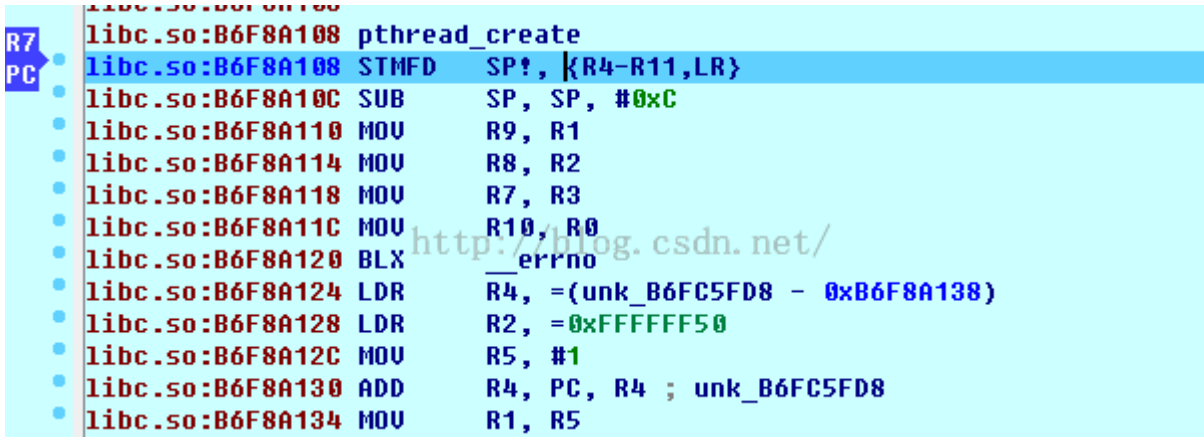 libc.so:B6F8A108 pthread_create
R7
libc.so:B6F8A108 STMFD SP!, {R4-R11,LR}
PC
libc.so:B6F8A10C SUB SP, SP, #0xC
libc.so:B6F8A110 MOV R9, R1
libc.so:B6F8A114 MOV R8, R2
libc.so:B6F8A118 MOV R7, R3
libc.so:B6F8A11C MOV R10, R0
http://blog.csdn.net/
libc.so:B6F8A120 BLX __errno
libc.so:B6F8A124 LDR R4, =(unk_B6FC5FD8 - 0xB6F8A138)
libc.so:B6F8A128 LDR R2, =0xFFFFFF50
libc.so:B6F8A12C MOV R5, #1
libc.so:B6F8A130 ADD R4, PC, R4 ; unk_B6FC5FD8
libc.so:B6F8A134 MOV R1, R5